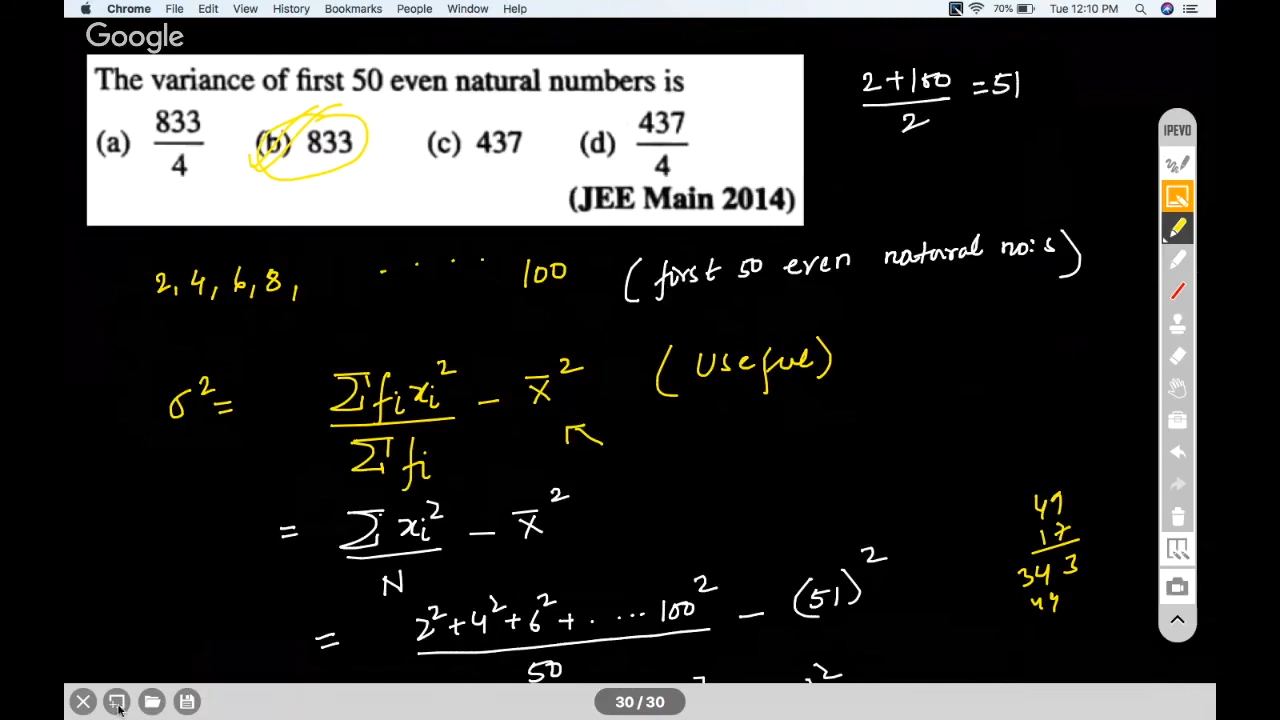 Chrome File Edit View History Bookmarks People Window Help 70% Tue 12:10 PM
Google
The variance of first 50 even natural numbers is
(a) 833/4 (b) 833 (c) 437 (d) 437/4
(JEE Main 2014)
2+100/2 =51
IPEVO
2, 4, 6, 8, . . . . 100 (first 50 even natural no:s)
σ²= Σfixi²/Σfi - X̄² (Useful)
= Σxi²/N - X̄²
49
17
343
49
= 2²+4²+6²+.....100²/50 - (51)²
30 / 30